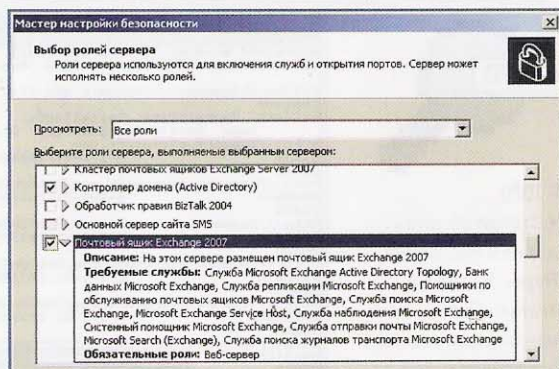 Мастер настройки безопасности
Выбор ролей сервера
Роли сервера используются для включения служб и открытия портов. Сервер может
исполнять несколько ролей.
Просмотреть: Все роли
Выберите роли сервера, выполняемые выбранным сервером:
Кластер почтовых ящиков Exchange Server 2007
Контроллер домена (Active Directory)
Обработчик правил BizTalk 2004
Основной сервер сайта SMS
Почтовый ящик Exchange 2007
Описание: На этом сервере размещен почтовый ящик Exchange 2007
Требуемые службы: Служба Microsoft Exchange Active Directory Topology, Банк
данных Microsoft Exchange, Служба репликации Microsoft Exchange, Помощники по
обслуживанию почтовых ящиков Microsoft Exchange, Служба поиска Microsoft
Exchange, Microsoft Exchange Service Host, Служба наблюдения Microsoft Exchange,
Системный помощник Microsoft Exchange, Служба отправки почты Microsoft Exchange,
Microsoft Search (Exchange), Служба поиска журналов транспорта Microsoft Exchange
Обязательные роли: Веб-сервер